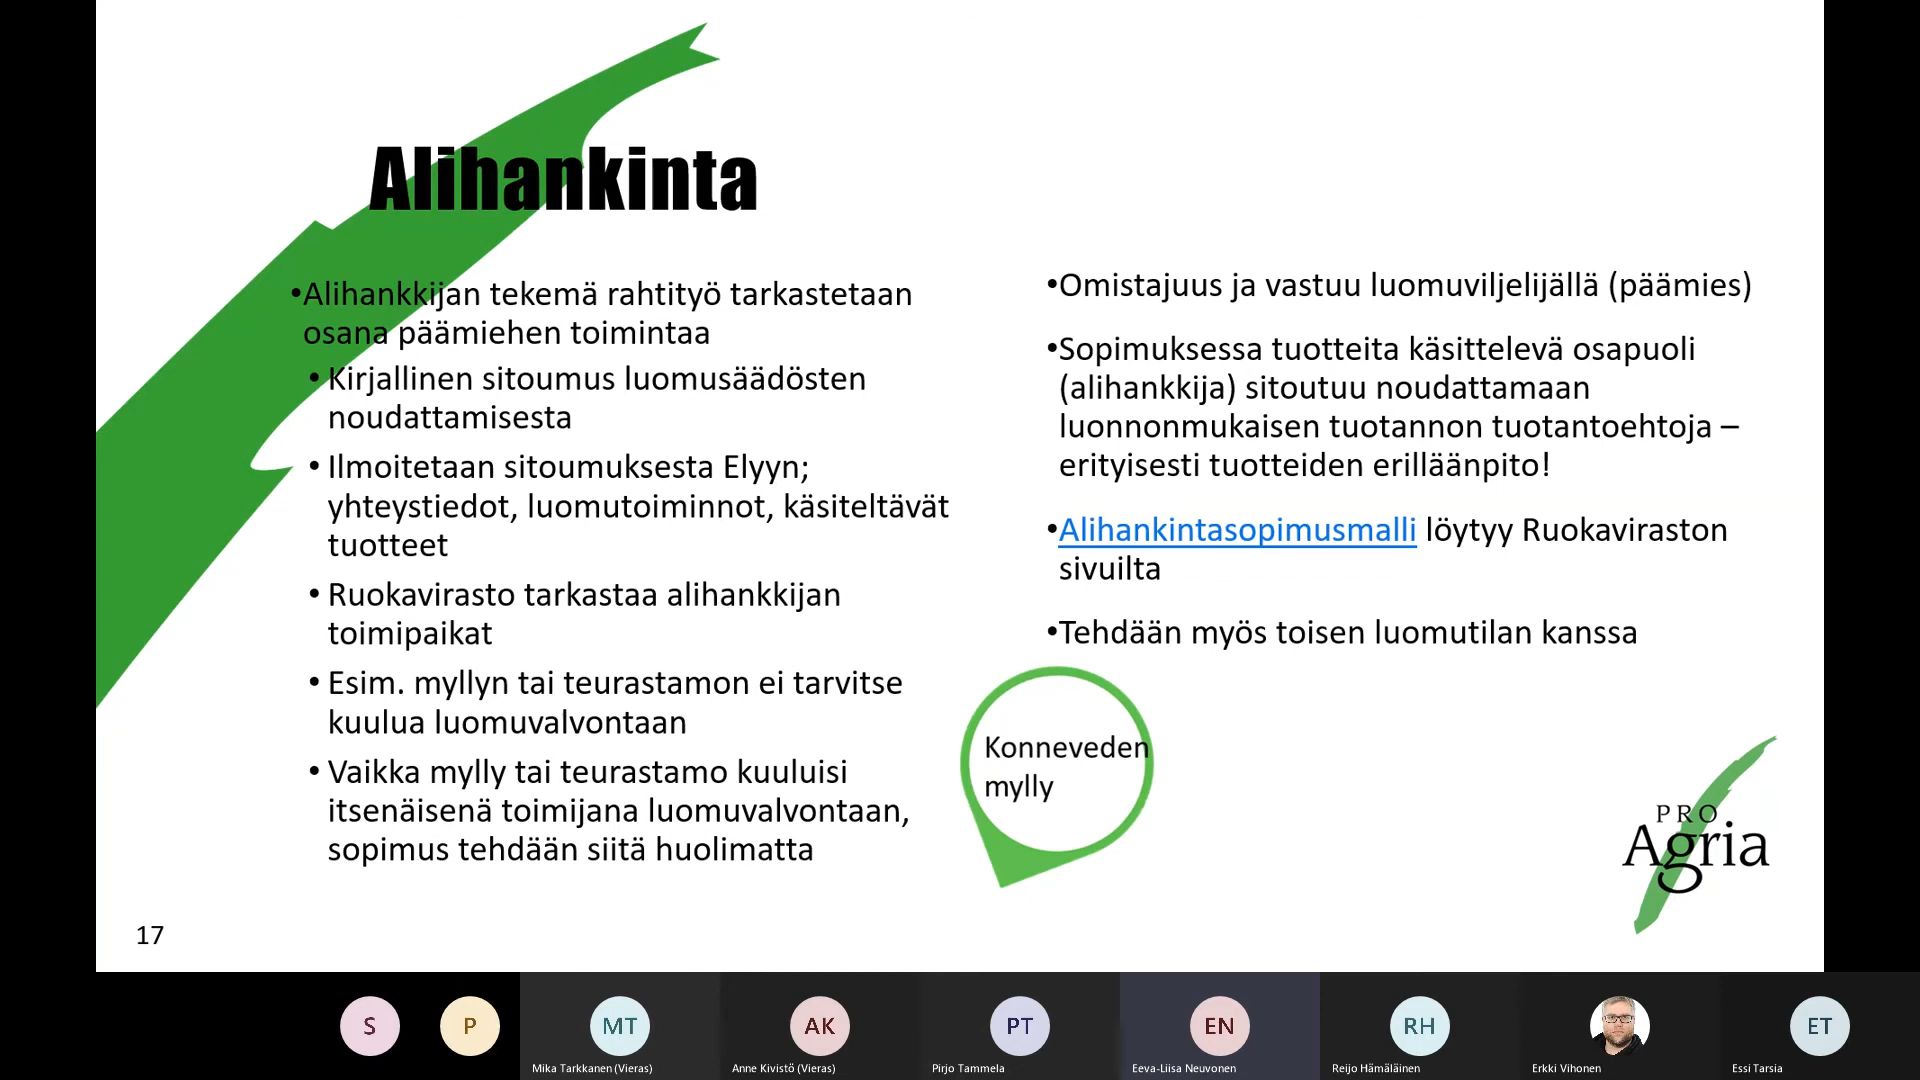 Alihankinta
•Alihankkijan tekemä rahtityö tarkastetaan
osana päämiehen toimintaa
• Kirjallinen sitoumus luomusäädösten
noudattamisesta
• Ilmoitetaan sitoumuksesta Elyyn;
yhteystiedot, luomutoiminnot, käsiteltävät
tuotteet
• Ruokavirasto tarkastaa alihankkijan
toimipaikat
• Esim. myllyn tai teurastamon ei tarvitse
kuulua luomuvalvontaan
• Vaikka mylly tai teurastamo kuuluisi
itsenäisenä toimijana luomuvalvontaan,
sopimus tehdään siitä huolimatta
•Omistajuus ja vastuu luomuviljelijällä (päämies)
•Sopimuksessa tuotteita käsittelevä osapuoli
(alihankkija) sitoutuu noudattamaan
luonnonmukaisen tuotannon tuotantoehtoja –
erityisesti tuotteiden erilläänpito!
•Alihankintasopimusmalli löytyy Ruokaviraston
sivuilta
•Tehdään myös toisen luomutilan kanssa
Konneveden
mylly
PRO
Agria
17
S
P
MT
AK
PT
EN
RH
ET
Mika Tarkkanen (Vieras)
Anne Kivistö (Vieras)
Pirjo Tammela
Eeva-Liisa Neuvonen
Reijo Hämäläinen
Erkki Vihonen
Essi Tarsia